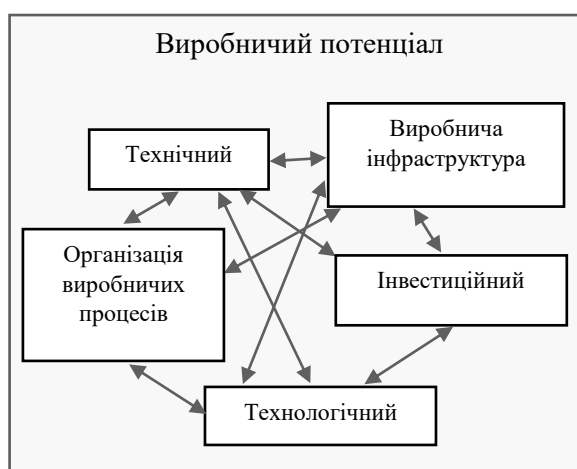 Виробничий потенціал
Технічний
Виробнича
інфраструктура
Організація
виробничих
процесів
Інвестиційний
Технологічний